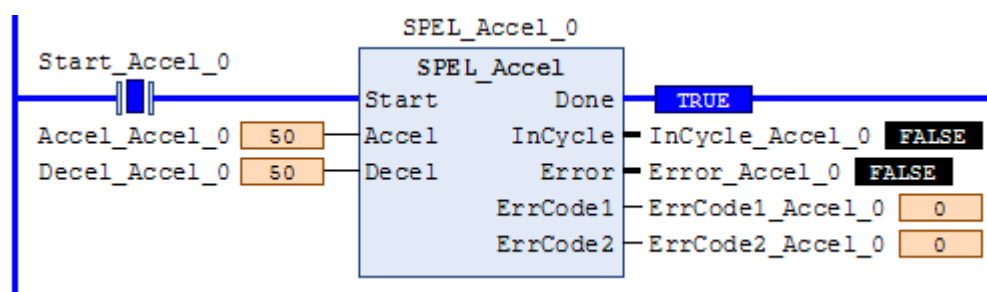 SPEL_Accel_0
Start_Accel_0
SPEL_Accel
Start Done TRUE
Accel_Accel_0 50 Accel InCycle InCycle_Accel_0 FALSE
Decel_Accel_0 50 Decel Error Error_Accel_0 FALSE
ErrCode1 ErrCode1_Accel_0 0
ErrCode2 ErrCode2_Accel_0 0